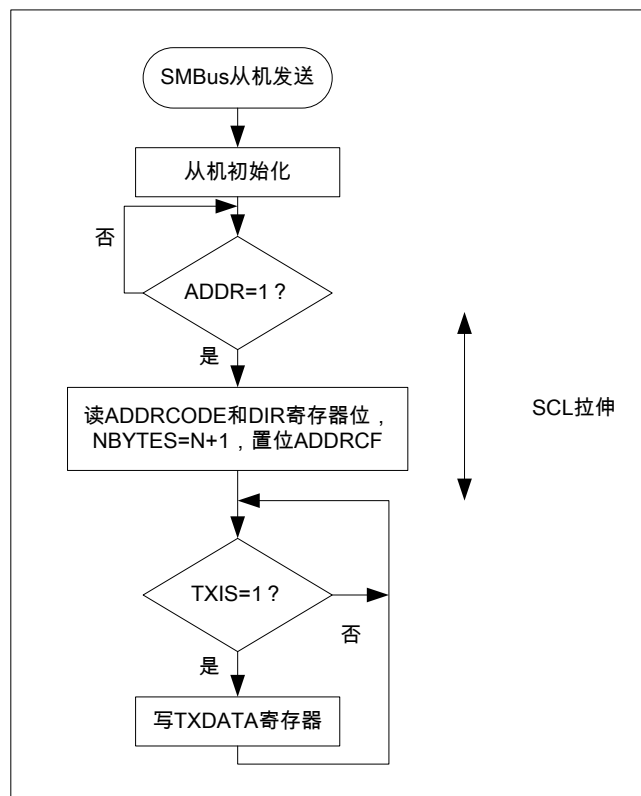 SMBus从机发送
从机初始化
否
ADDR=1？
是
读ADDRCODE和DIR寄存器位，
NBYTES=N+1，置位ADDRCF
SCL拉伸
TXIS=1？
否
是
写TXDATA寄存器